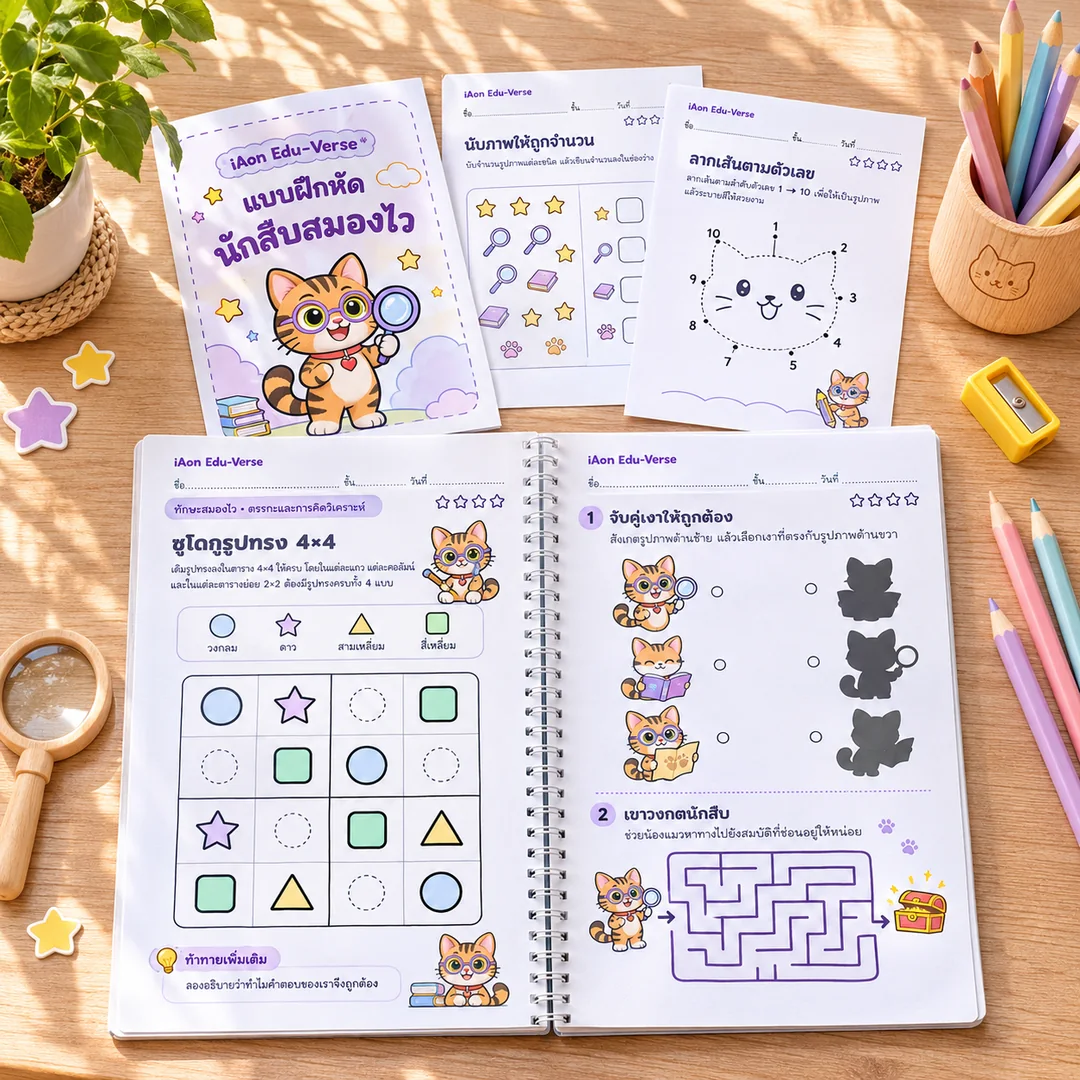 iAon Edu-Verse
แบบฝึกหัด
นักสืบสมองไว
iAon Edu-Verse
ชื่อ ชั้น วันที่
นับภาพให้ถูกจำนวน
นับจำนวนรูปภาพแต่ละชนิด แล้วเขียนจำนวนลงในช่องว่าง
iAon Edu-Verse
ชื่อ ชั้น วันที่
ลากเส้นตามตัวเลข
ลากเส้นตามลำดับตัวเลข 1 → 10 เพื่อให้เป็นรูปภาพ
แล้วระบายสีให้สวยงาม
1
10
2
9
3
8
4
7
5
iAon Edu-Verse
ชื่อ ชั้น วันที่
ทักษะสมองไว • ตรรกะและการคิดวิเคราะห์
ซูโดกูรูปทรง 4×4
เติมรูปทรงลงในตาราง 4×4 ให้ครบ โดยในแต่ละแถว แต่ละคอลัมน์
และในแต่ละตารางย่อย 2×2 ต้องมีรูปทรงครบทั้ง 4 แบบ
วงกลม ดาว สามเหลี่ยม สี่เหลี่ยม
ท้าทายเพิ่มเติม
ลองอธิบายว่าทำไมคำตอบของเราจึงถูกต้อง
iAon Edu-Verse
ชื่อ ชั้น วันที่
1 จับคู่เงาให้ถูกต้อง
สังเกตรูปภาพด้านซ้าย แล้วเลือกเงาที่ตรงกับรูปภาพด้านขวา
2 เขาวงกตนักสืบ
ช่วยน้องแมวหาทางไปยังสมบัติที่ซ่อนอยู่ให้หน่อย